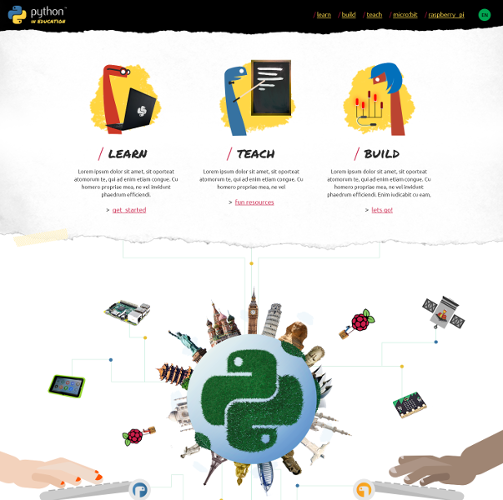 python™
IN EDUCATION
/ learn / build / teach / micro:bit / raspberry_pi EN
/ LEARN
Lorem ipsum dolor sit amet, sit oporteat
atomorum te, qui ad enim etiam congue. Cu
homero propriae mea, ne vel invidunt
phaedrum efficiendi.
> get_started
/ TEACH
Lorem ipsum dolor sit amet, sit oporteat
atomorum te, qui ad enim etiam congue. Cu
homero propriae mea, ne vel
> fun resources
/ BUILD
Lorem ipsum dolor sit amet, sit oporteat
atomorum te, qui ad enim etiam congue. Cu
homero propriae mea, ne vel invidunt
phaedrum efficiendi. Enim iudicabit cu eam.
> lets go!